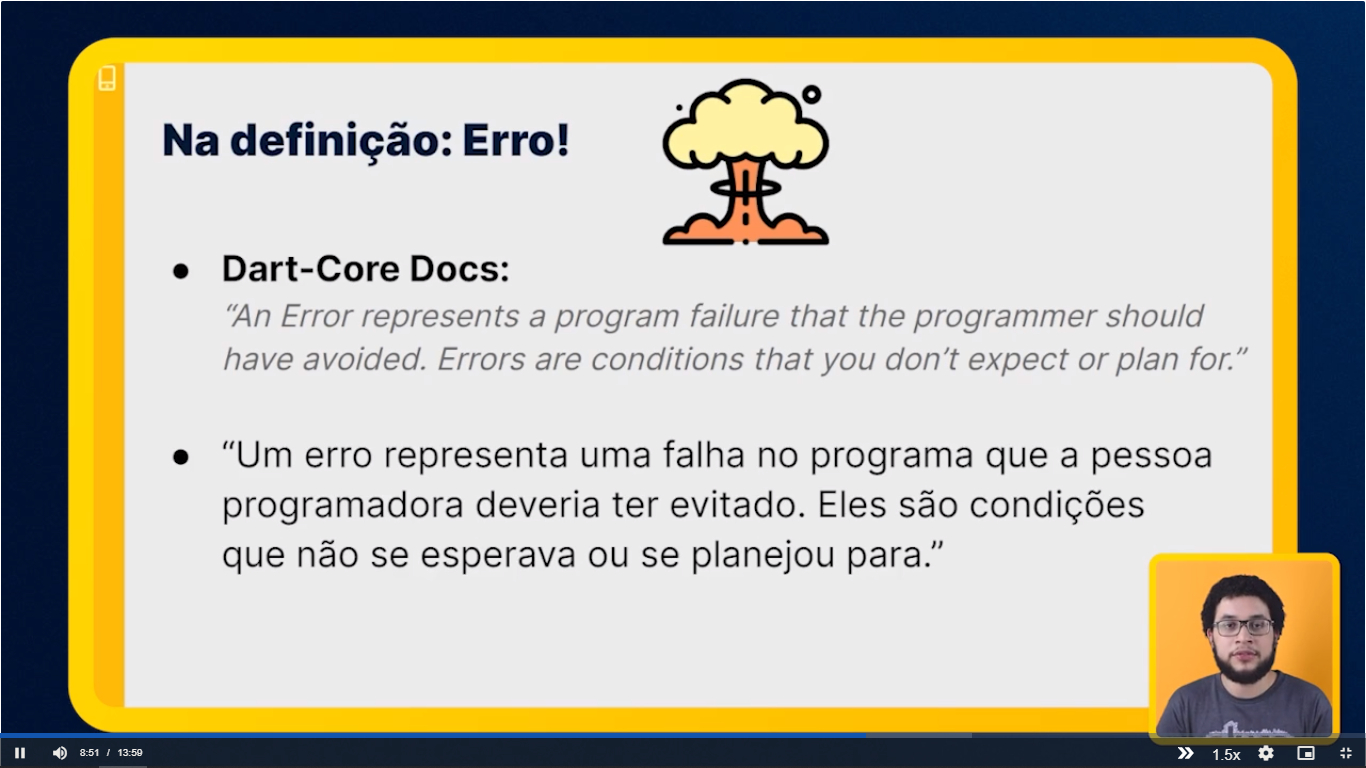 Na definição: Erro!
● Dart-Core Docs:
“An Error represents a program failure that the programmer should
have avoided. Errors are conditions that you don’t expect or plan for.”
● “Um erro representa uma falha no programa que a pessoa
programadora deveria ter evitado. Eles são condições
que não se esperava ou se planejou para.”
8:51 / 13:59
1.5x